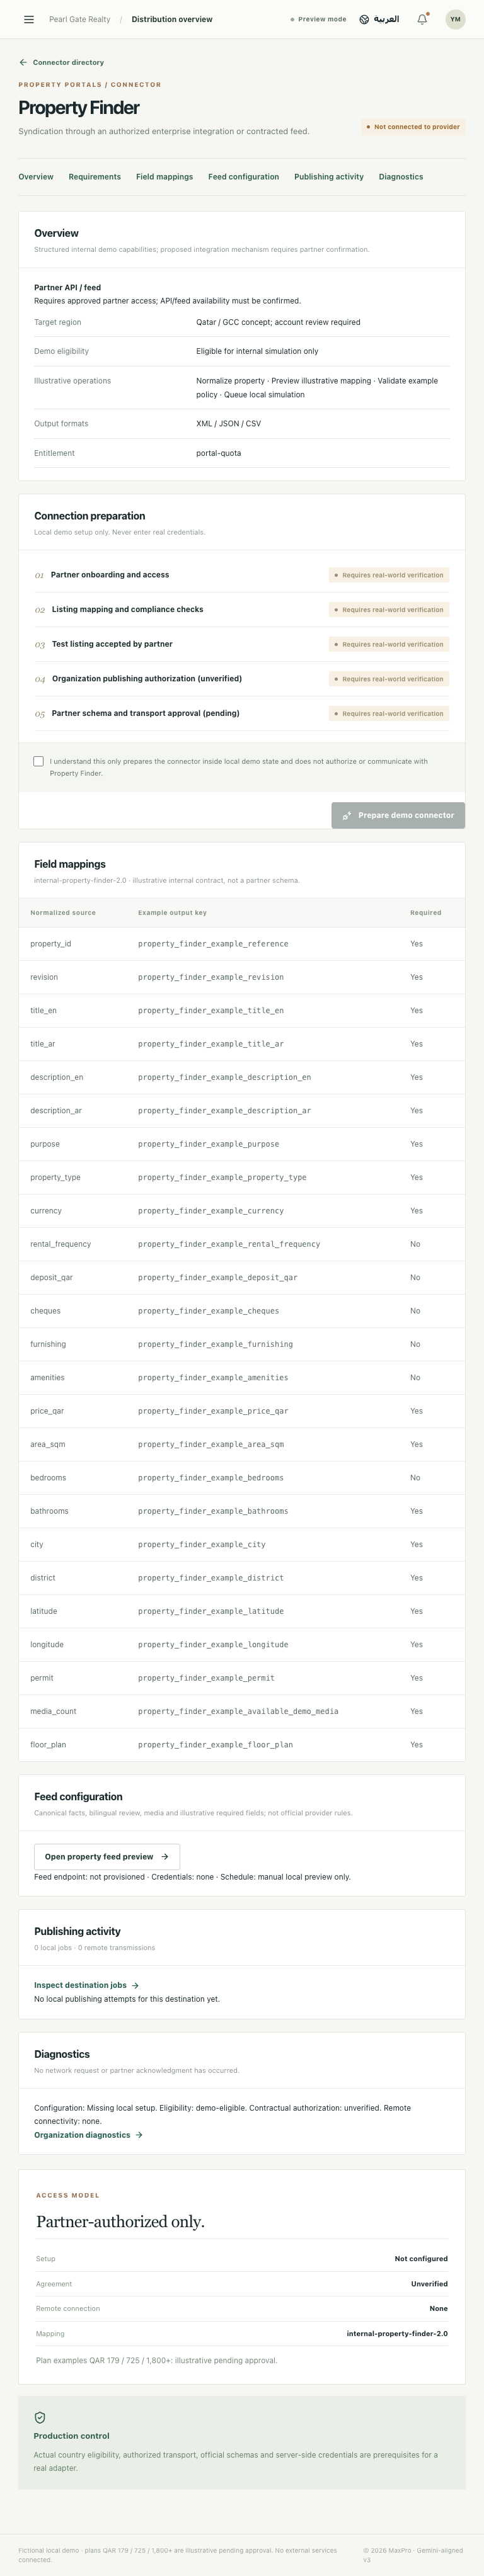 Pearl Gate Realty / Distribution overview
Preview mode
العربية
YM
Connector directory
PROPERTY PORTALS / CONNECTOR
Property Finder
Syndication through an authorized enterprise integration or contracted feed.
Not connected to provider
Overview Requirements Field mappings Feed configuration Publishing activity Diagnostics
Overview
Structured internal demo capabilities; proposed integration mechanism requires partner confirmation.
Partner API / feed
Requires approved partner access; API/feed availability must be confirmed.
Target region Qatar / GCC concept; account review required
Demo eligibility Eligible for internal simulation only
Illustrative operations Normalize property · Preview illustrative mapping · Validate example
policy · Queue local simulation
Output formats XML / JSON / CSV
Entitlement portal-quota
Connection preparation
Local demo setup only. Never enter real credentials.
01 Partner onboarding and access Requires real-world verification
02 Listing mapping and compliance checks Requires real-world verification
03 Test listing accepted by partner Requires real-world verification
04 Organization publishing authorization (unverified) Requires real-world verification
05 Partner schema and transport approval (pending) Requires real-world verification
I understand this only prepares the connector inside local demo state and does not authorize or communicate with
Property Finder.
Prepare demo connector
Field mappings
internal-property-finder-2.0 · illustrative internal contract, not a partner schema.
Normalized source Example output key Required
property_id property_finder_example_reference Yes
revision property_finder_example_revision Yes
title_en property_finder_example_title_en Yes
title_ar property_finder_example_title_ar Yes
description_en property_finder_example_description_en Yes
description_ar property_finder_example_description_ar Yes
purpose property_finder_example_purpose Yes
property_type property_finder_example_property_type Yes
currency property_finder_example_currency Yes
rental_frequency property_finder_example_rental_frequency No
deposit_qar property_finder_example_deposit_qar No
cheques property_finder_example_cheques No
furnishing property_finder_example_furnishing No
amenities property_finder_example_amenities No
price_qar property_finder_example_price_qar Yes
area_sqm property_finder_example_area_sqm Yes
bedrooms property_finder_example_bedrooms No
bathrooms property_finder_example_bathrooms Yes
city property_finder_example_city Yes
district property_finder_example_district Yes
latitude property_finder_example_latitude Yes
longitude property_finder_example_longitude Yes
permit property_finder_example_permit Yes
media_count property_finder_example_available_demo_media Yes
floor_plan property_finder_example_floor_plan Yes
Feed configuration
Canonical facts, bilingual review, media and illustrative required fields; not official provider rules.
Open property feed preview
Feed endpoint: not provisioned · Credentials: none · Schedule: manual local preview only.
Publishing activity
0 local jobs · 0 remote transmissions
Inspect destination jobs
No local publishing attempts for this destination yet.
Diagnostics
No network request or partner acknowledgment has occurred.
Configuration: Missing local setup. Eligibility: demo-eligible. Contractual authorization: unverified. Remote
connectivity: none.
Organization diagnostics
ACCESS MODEL
Partner-authorized only.
Setup Not configured
Agreement Unverified
Remote connection None
Mapping internal-property-finder-2.0
Plan examples QAR 179 / 725 / 1,800+: illustrative pending approval.
Production control
Actual country eligibility, authorized transport, official schemas and server-side credentials are prerequisites for a
real adapter.
Fictional local demo · plans QAR 179 / 725 / 1,800+ are illustrative pending approval. No external services
connected.
© 2026 MaxPro · Gemini-aligned
v3